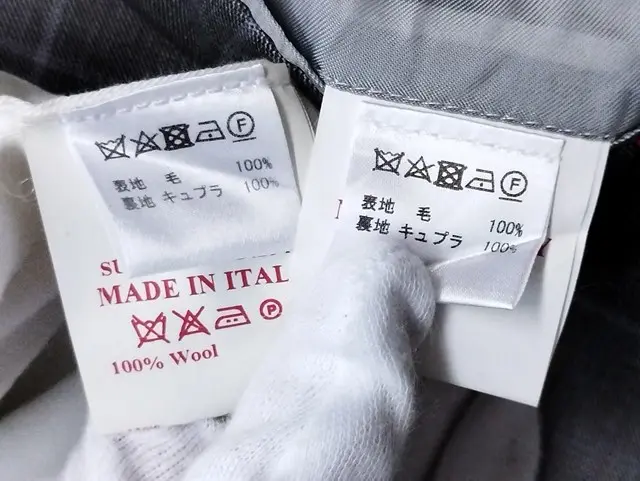 F
表地 毛 100%
裏地 キュプラ 100%
MADE IN ITAL
P
100% Wool
F
表地 毛 100%
裏地 キュプラ 100%